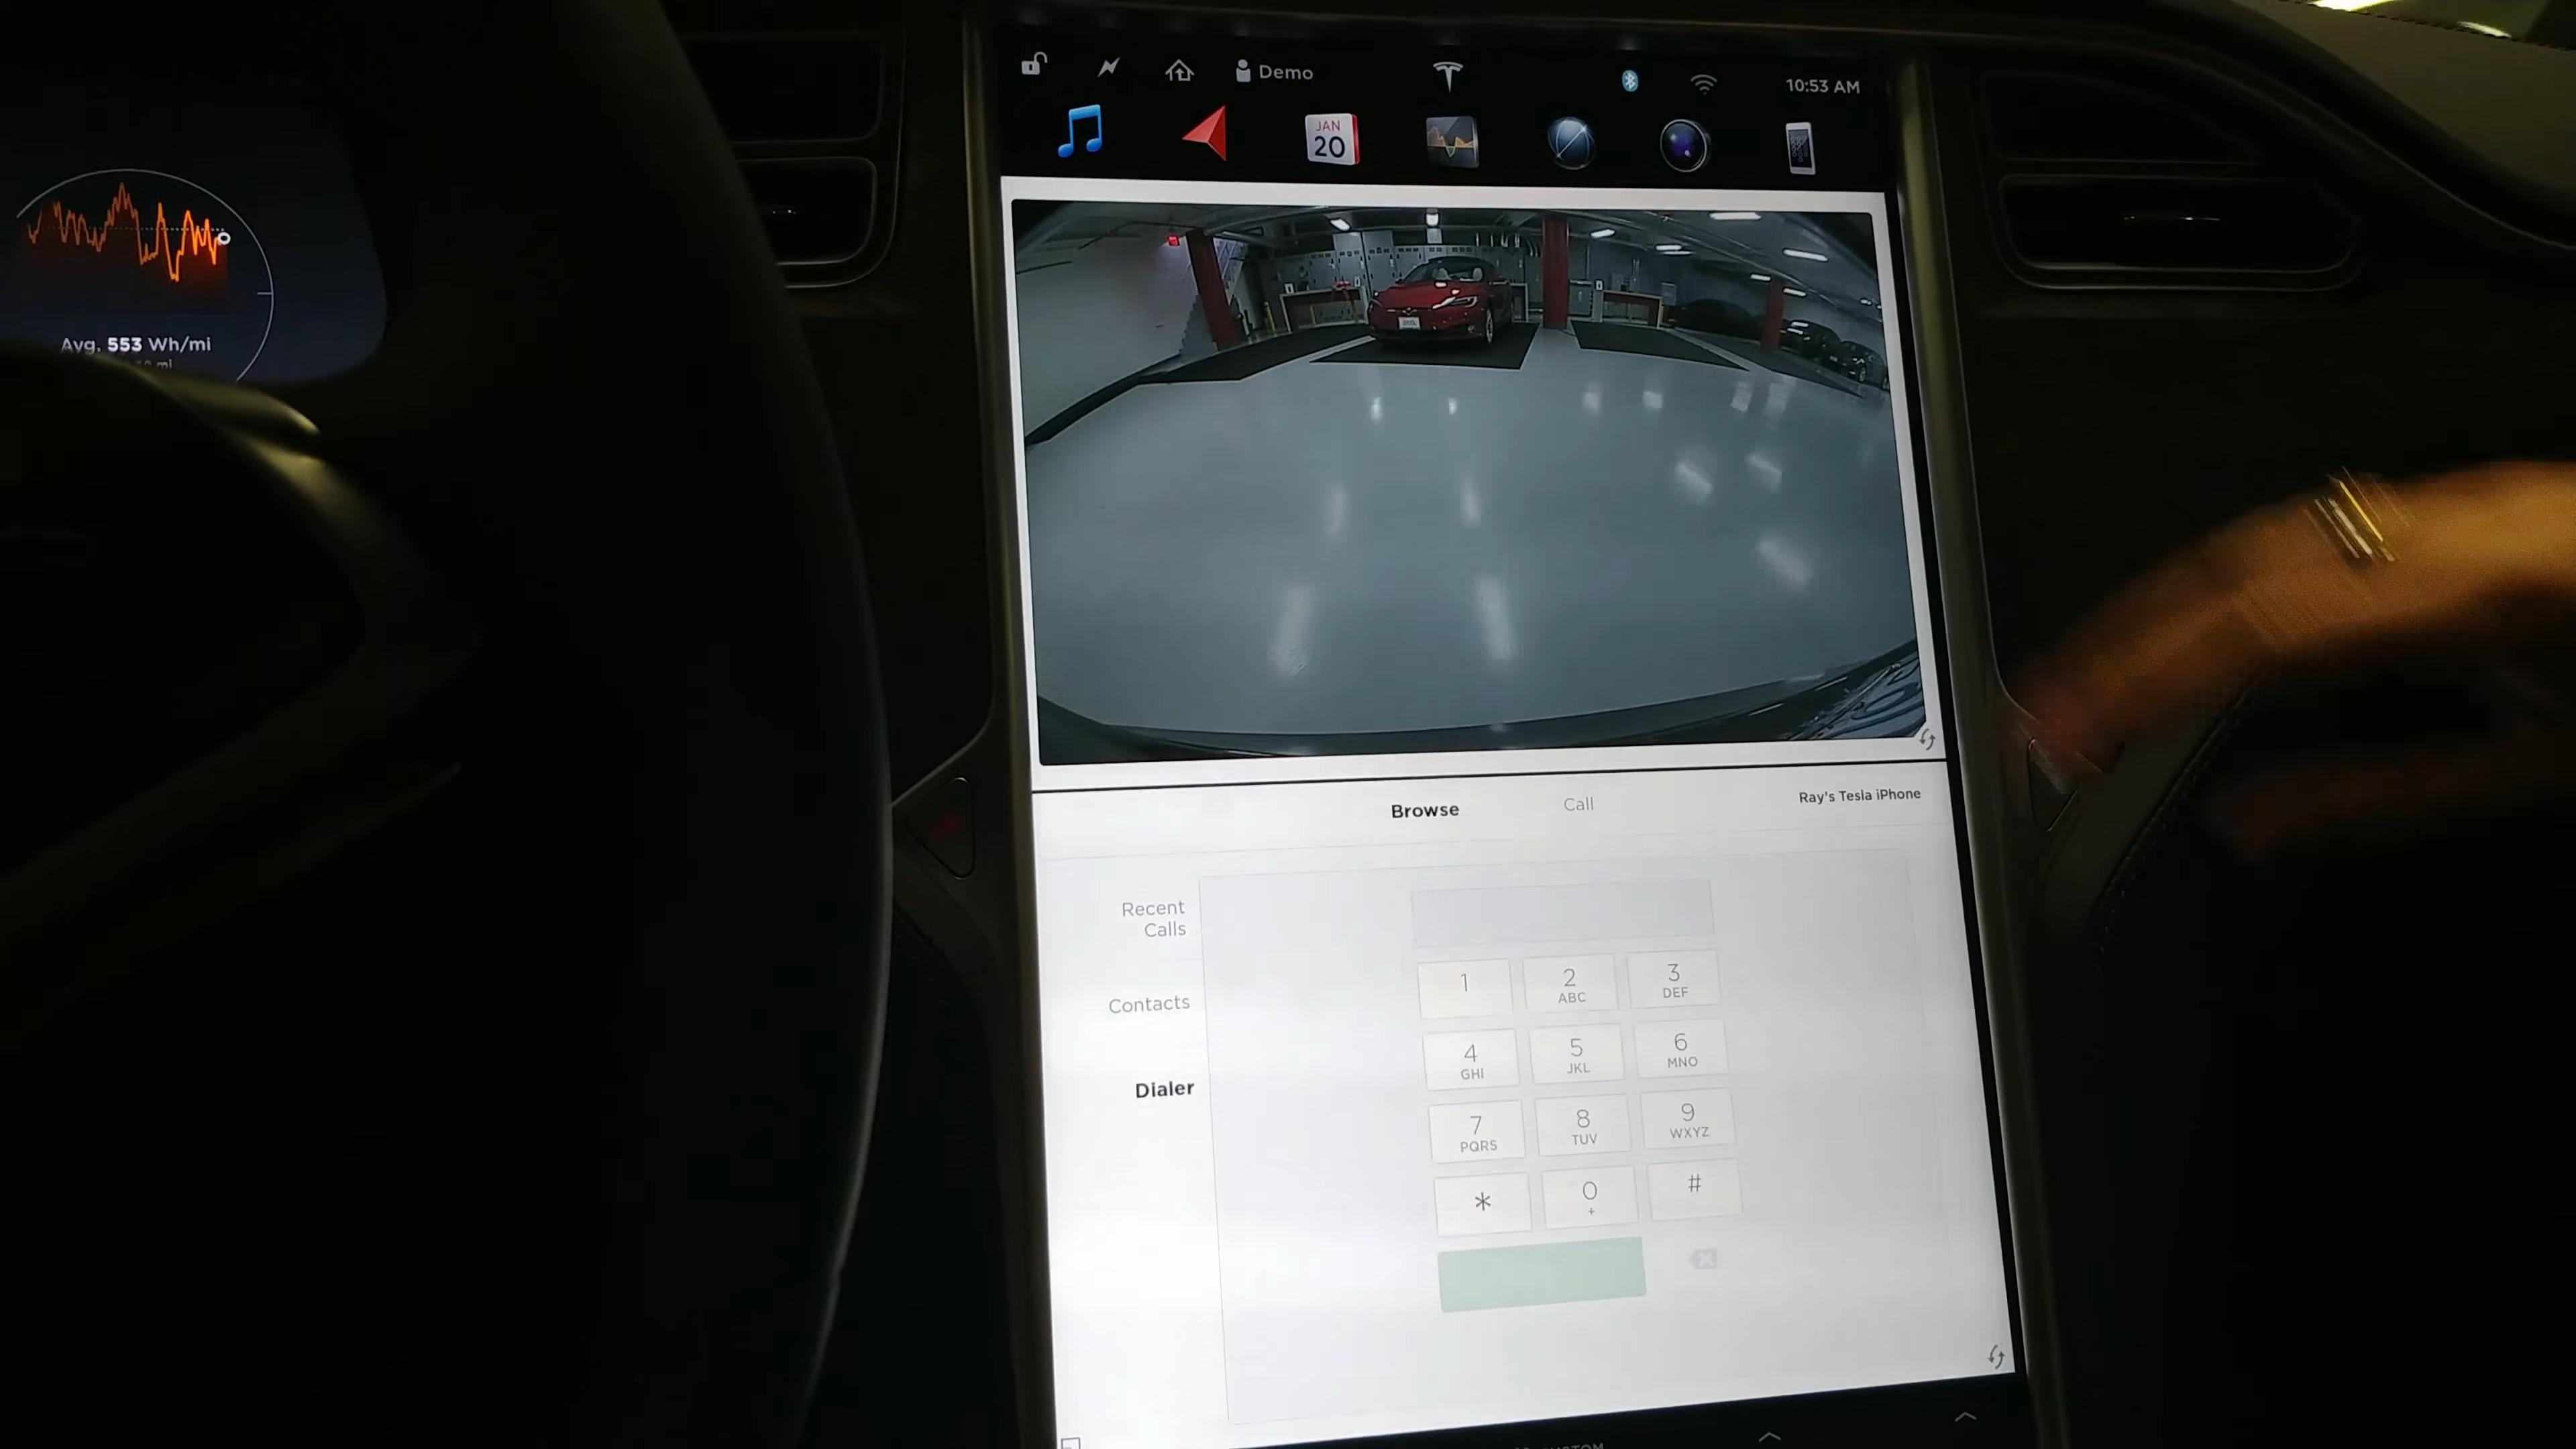 Demo
10:53 AM
JAN
20
Avg. 553 Wh/mi
Browse
Call
Ray's Tesla iPhone
Recent
Calls
Contacts
Dialer
1
2
ABC
3
DEF
4
GHI
5
JKL
6
MNO
7
PQRS
8
TUV
9
WXYZ
*
0
+
#